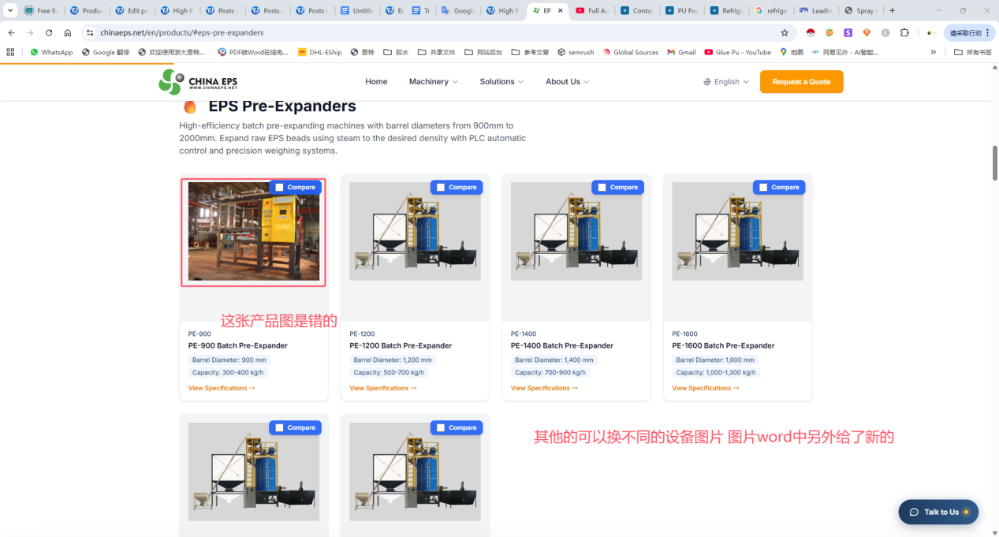 Free B
Produc
Edit pr
High P
Posts
Posts
Posts
Untitle
Ec
Tr
Google
High P
EP
Full Au
Contac
PU Foc
Refrige
refrige
Leadin
Spray
chinaeps.net/en/products/#eps-pre-expanders
请采取行动
WhatsApp
Google 翻译
欢迎使用浙大恩特...
PDF转Word在线免...
DHL-EShip
恩特
胶水
共享文件
网站后台
参考文章
semrush
Global Sources
Gmail
Glue Pu - YouTube
地图
网易见外 - AI智能...
所有书签
CHINA EPS
WWW.CHINAEPS.NET
Home
Machinery
Solutions
About Us
English
Request a Quote
EPS Pre-Expanders
High-efficiency batch pre-expanding machines with barrel diameters from 900mm to
2000mm. Expand raw EPS beads using steam to the desired density with PLC automatic
control and precision weighing systems.
Compare
Compare
Compare
Compare
这张产品图是错的
PE-900
PE-900 Batch Pre-Expander
Barrel Diameter: 900 mm
Capacity: 300-400 kg/h
View Specifications →
PE-1200
PE-1200 Batch Pre-Expander
Barrel Diameter: 1,200 mm
Capacity: 500-700 kg/h
View Specifications →
PE-1400
PE-1400 Batch Pre-Expander
Barrel Diameter: 1,400 mm
Capacity: 700-900 kg/h
View Specifications →
PE-1600
PE-1600 Batch Pre-Expander
Barrel Diameter: 1,600 mm
Capacity: 1,000-1,300 kg/h
View Specifications →
Compare
Compare
其他的可以换不同的设备图片 图片word中另外给了新的
Talk to Us